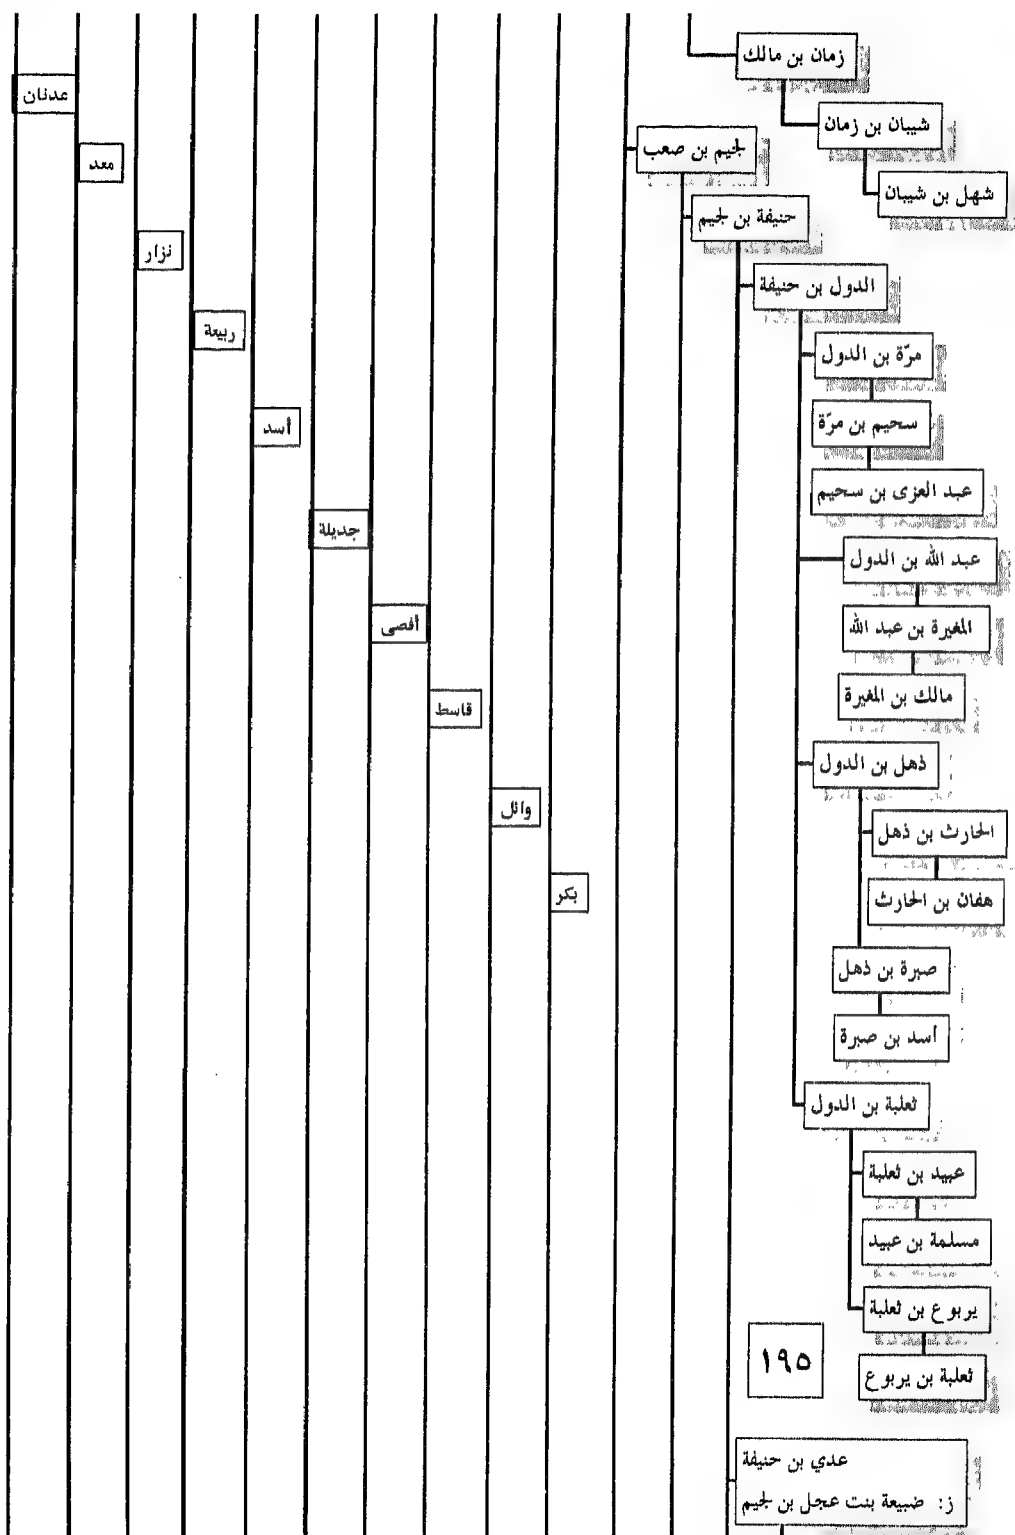 زمان بن مالك
عدنان
شيبان بن زمان
لجيم بن صعب
معد
شهل بن شيبان
حنيفة بن لجيم
نزار
الدول بن حنيفة
ربيعة
مرّة بن الدول
سحيم بن مرّة
أسد
عبد العزى بن سحيم
جديلة
عبد الله بن الدول
أفصى
المغيرة بن عبد الله
مالك بن المغيرة
قاسط
ذهل بن الدول
وائل
الحارث بن ذهل
بكر
هفان بن الحارث
صبرة بن ذهل
أسد بن صبرة
ثعلبة بن الدول
عبيد بن ثعلبة
مسلمة بن عبيد
يربوع بن ثعلبة
١٩٥
ثعلبة بن يربوع
عدي بن حنيفة
ز: ضبيعة بنت عجل بن لجيم